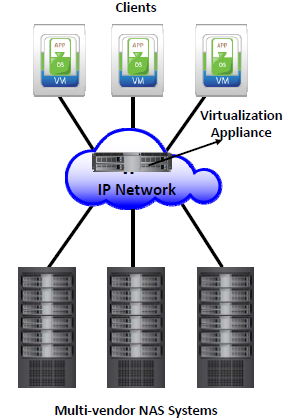 Clients
APP
OS
VM
APP
OS
VM
APP
OS
VM
Virtualization
Appliance
IP Network
Multi-vendor NAS Systems